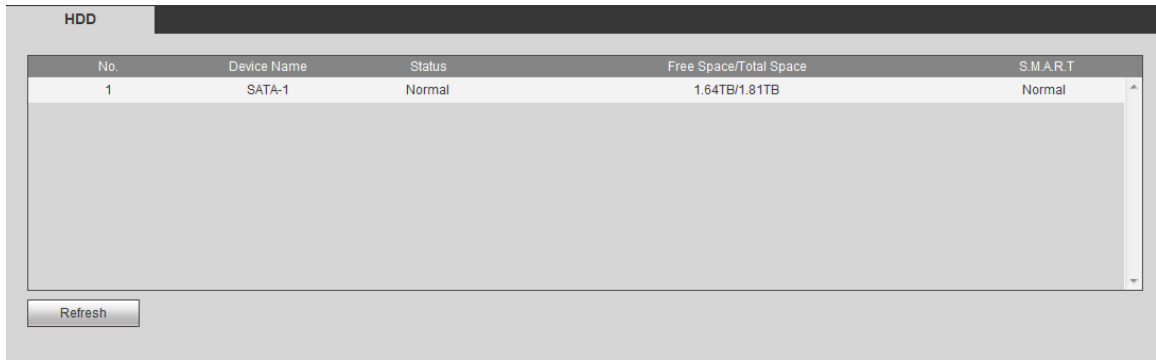 HDD
No. Device Name Status Free Space/Total Space S.M.A.R.T
1 SATA-1 Normal 1.64TB/1.81TB Normal
Refresh